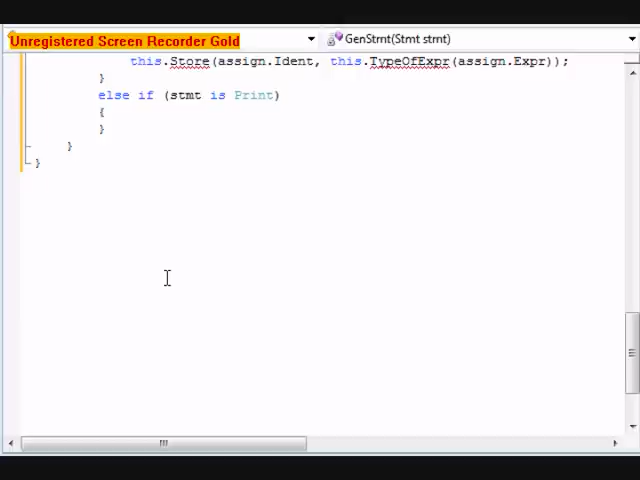 Unregistered Screen Recorder Gold
GenStmt(Stmt stmt)
this.Store(assign.Ident, this.TypeOfExpr(assign.Expr));
}
else if (stmt is Print)
{
}
}
}